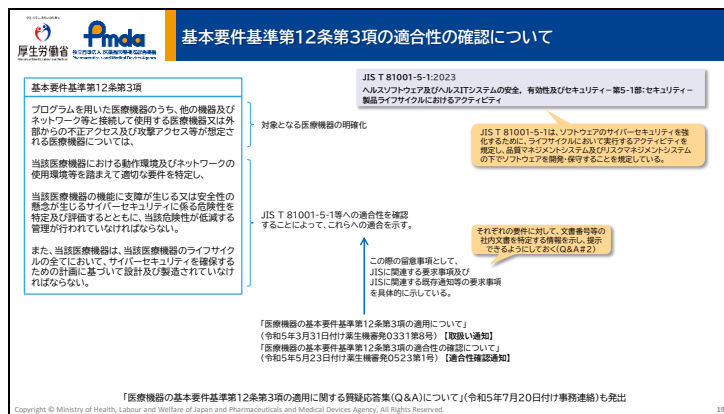 厚生労働省
Pmda
独立行政法人 医薬品医療機器総合機構
Pharmaceuticals and Medical Devices Agency
基本要件基準第12条第3項の適合性の確認について
基本要件基準第12条第3項
プログラムを用いた医療機器のうち、他の機器及び
ネットワーク等と接続して使用する医療機器又は外
部からの不正アクセス及び攻撃アクセス等が想定さ
れる医療機器については、
当該医療機器における動作環境及びネットワークの
使用環境等を踏まえて適切な要件を特定し、
当該医療機器の機能に支障が生じる又は安全性の
懸念が生じるサイバーセキュリティに係る危険性を
特定及び評価するとともに、当該危険性が低減する
管理が行われていなければならない。
また、当該医療機器は、当該医療機器のライフサイク
ルの全てにおいて、サイバーセキュリティを確保する
ための計画に基づいて設計及び製造されていなけ
ればならない。
対象となる医療機器の明確化
JIS T 81001-5-1等への適合性を確認
することによって、これらへの適合を示す。
JIS T 81001-5-1:2023
ヘルスソフトウェア及びヘルスITシステムの安全，有効性及びセキュリティ－第5-1部：セキュリティ－
製品ライフサイクルにおけるアクティビティ
JIS T 81001-5-1は、ソフトウェアのサイバーセキュリティを強
化するために、ライフサイクルにおいて実行するアクティビティを
規定し、品質マネジメントシステム及びリスクマネジメントシステム
の下でソフトウェアを開発・保守することを規定している。
それぞれの要件に対して、文書番号等の
社内文書を特定する情報を示し、提示
できるようにしておく(Q&A#2)
この際の留意事項として、
JISに関連する要求事項及び
JISに関連する既存通知等の要求事項
を具体的に示している。
「医療機器の基本要件基準第12条第3項の適用について」
(令和5年3月31日付け薬生機審発0331第8号)【取扱い通知】
「医療機器の基本要件基準第12条第3項の適合性の確認について」
(令和5年5月23日付け薬生機審発0523第1号)【適合性確認通知】
「医療機器の基本要件基準第12条第3項の適用に関する質疑応答集(Q&A)について」(令和5年7月20日付け事務連絡)も発出
Copyright © Ministry of Health, Labour and Welfare of Japan and Pharmaceuticals and Medical Devices Agency, All Rights Reserved.
19